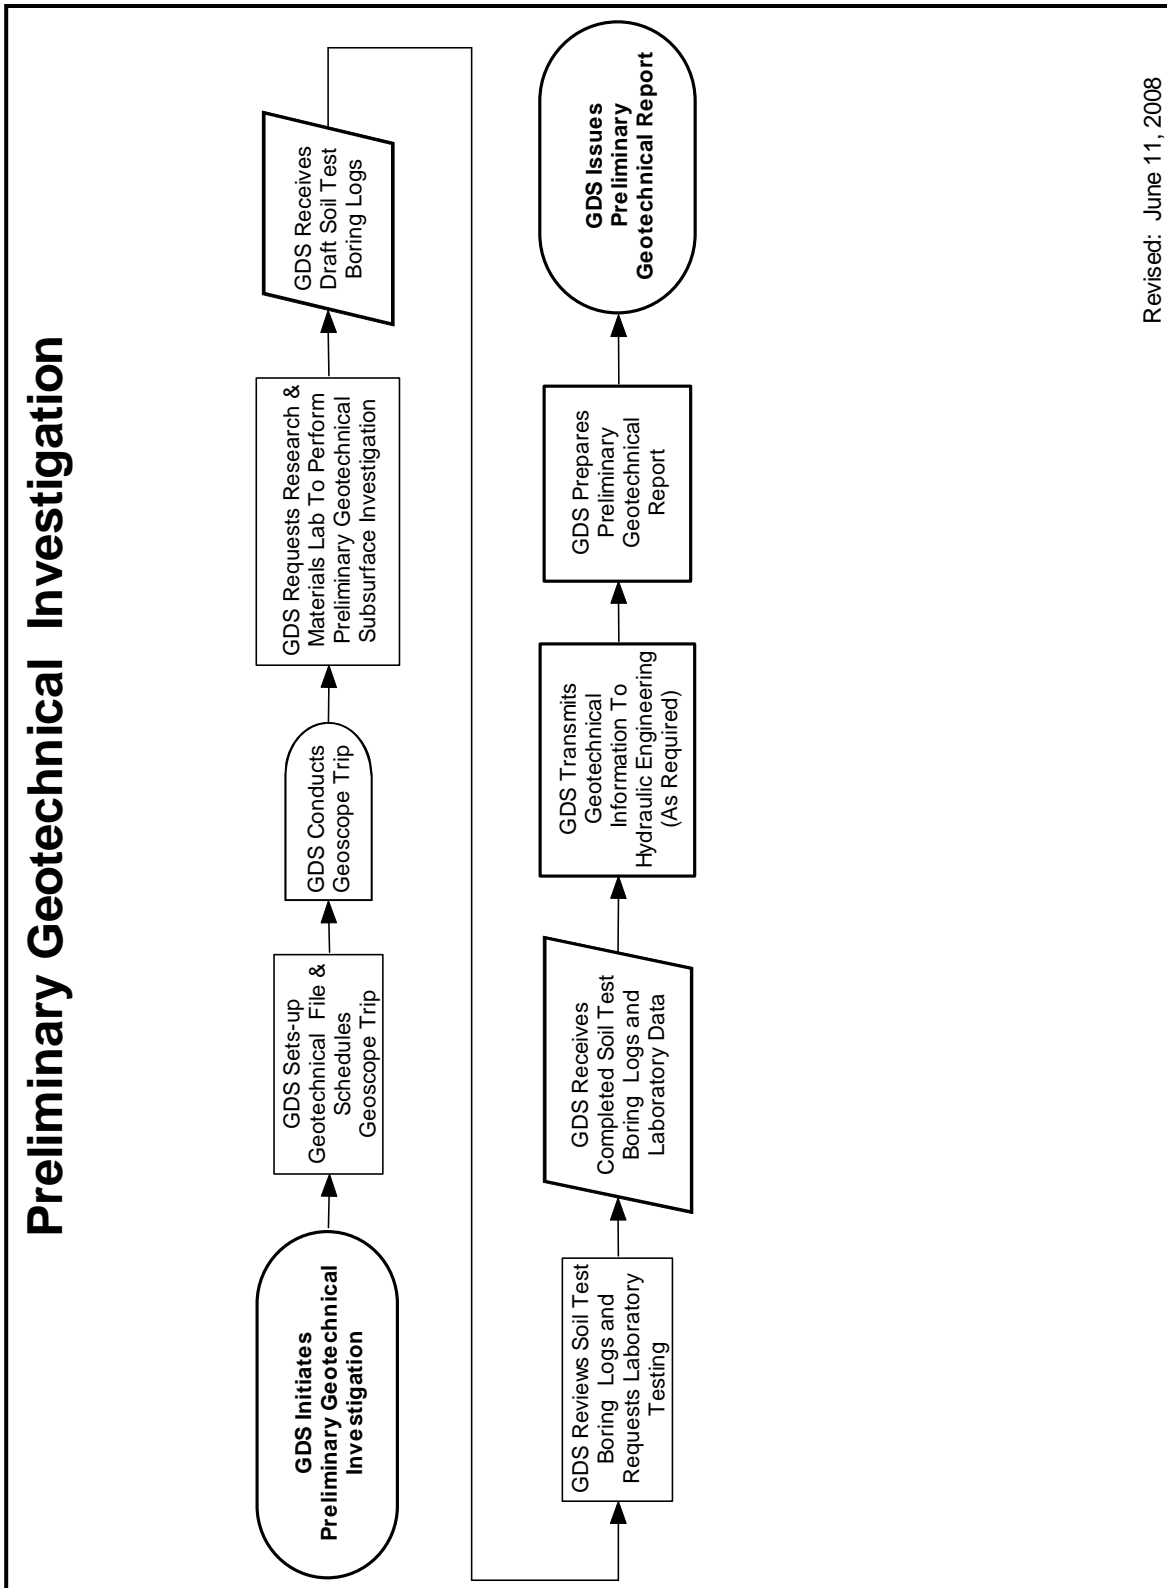 Preliminary Geotechnical Investigation
GDS Initiates
Preliminary Geotechnical
Investigation
GDS Sets-up
Geotechnical File &
Schedules
Geoscope Trip
GDS Conducts
Geoscope Trip
GDS Requests Research &
Materials Lab To Perform
Preliminary Geotechnical
Subsurface Investigation
GDS Receives
Draft Soil Test
Boring Logs
GDS Reviews Soil Test
Boring Logs and
Requests Laboratory
Testing
GDS Receives
Completed Soil Test
Boring Logs and
Laboratory Data
GDS Transmits
Geotechnical
Information To
Hydraulic Engineering
(As Required)
GDS Prepares
Preliminary
Geotechnical
Report
GDS Issues
Preliminary
Geotechnical Report
Revised: June 11, 2008